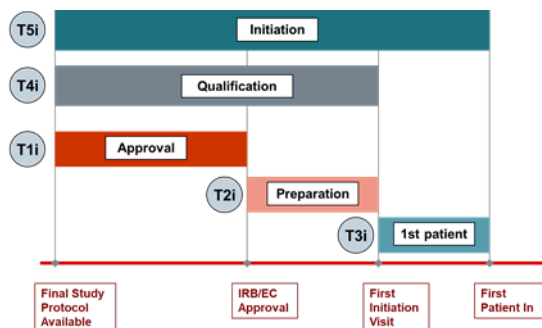 T5i
Initiation
T4i
Qualification
T1i
Approval
T2i
Preparation
T3i
1st patient
Final Study
Protocol
Available
IRB/EC
Approval
First
Initiation
Visit
First
Patient In